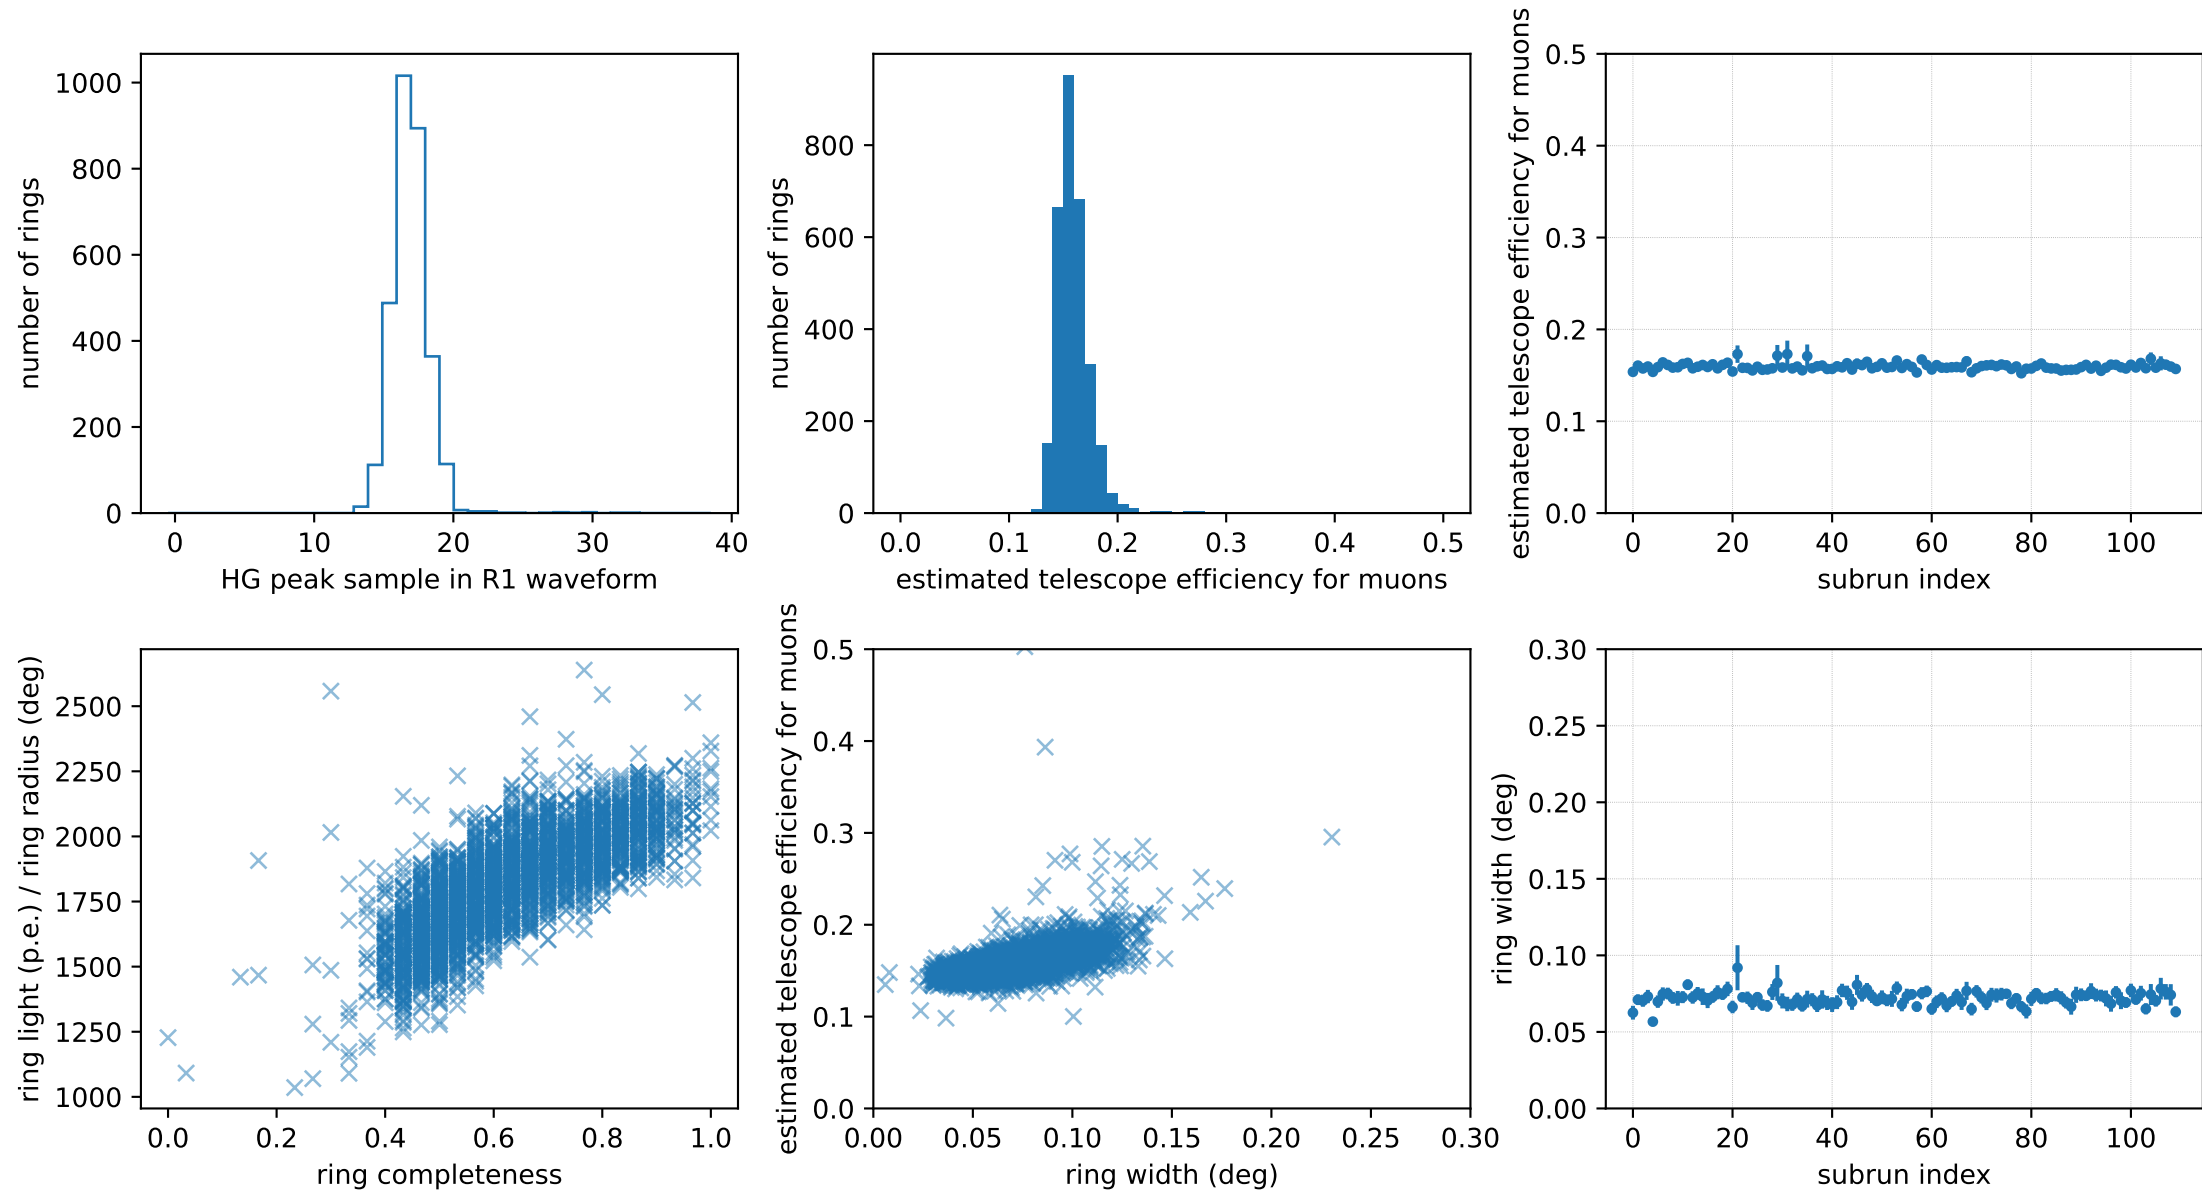 number of rings
1000
800
600
400
200
0
0 10 20 30 40
HG peak sample in R1 waveform
number of rings
800
600
400
200
0
0.0 0.1 0.2 0.3 0.4 0.5
estimated telescope efficiency for muons
estimated telescope efficiency for muons
0.5
0.4
0.3
0.2
0.1
0.0
0 20 40 60 80 100
subrun index
ring light (p.e.) / ring radius (deg)
2500
2250
2000
1750
1500
1250
1000
0.0 0.2 0.4 0.6 0.8 1.0
ring completeness
estimated telescope efficiency for muons
0.5
0.4
0.3
0.2
0.1
0.0
0.00 0.05 0.10 0.15 0.20 0.25 0.30
ring width (deg)
ring width (deg)
0.30
0.25
0.20
0.15
0.10
0.05
0.00
0 20 40 60 80 100
subrun index